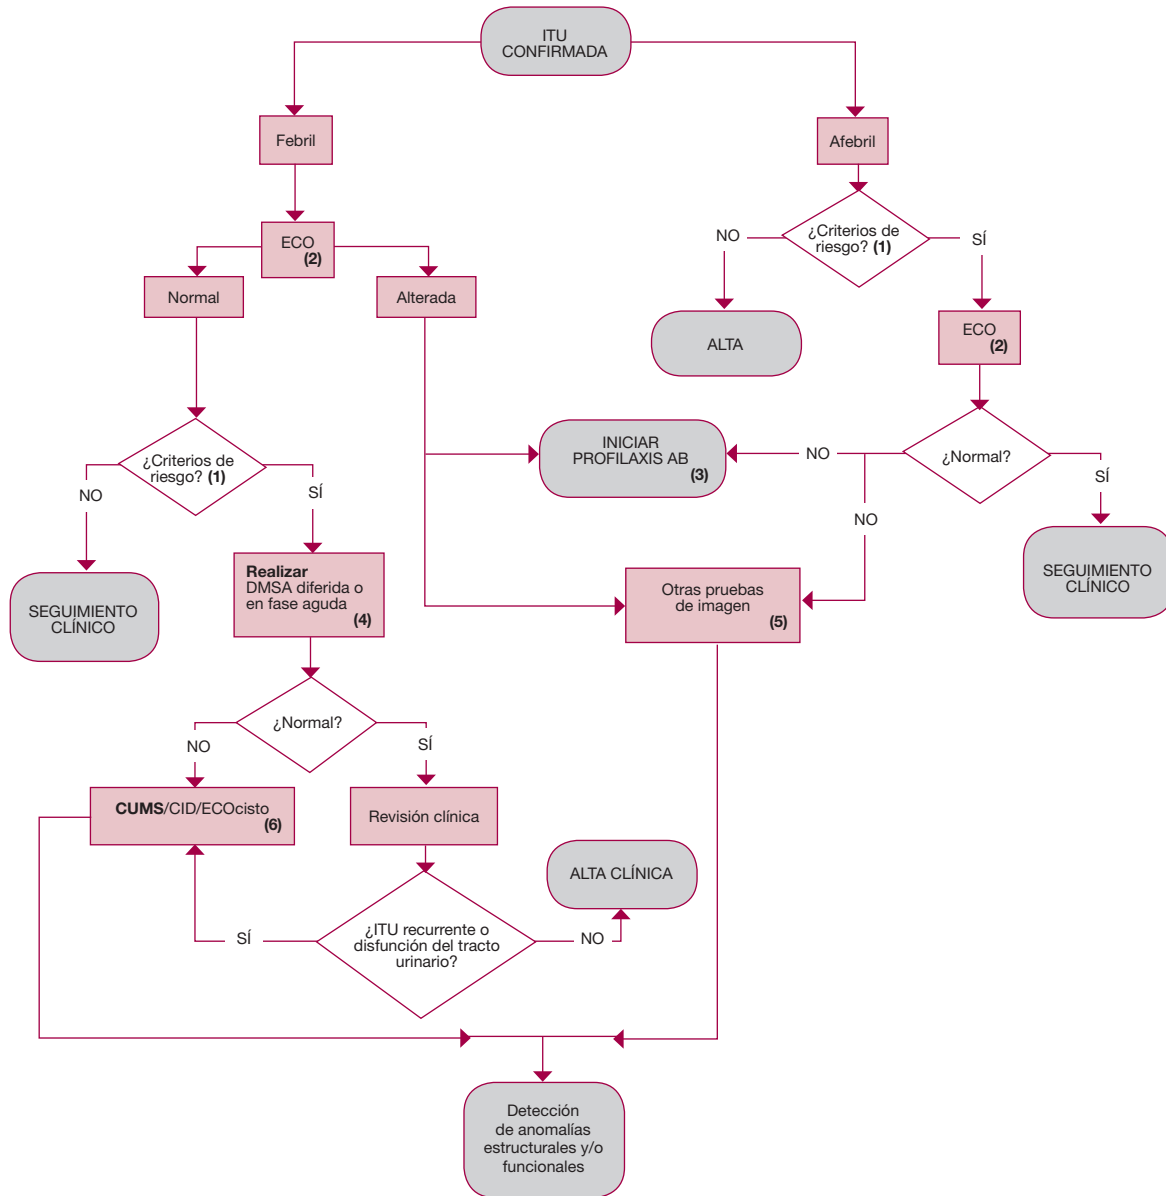 ITU
CONFIRMADA
Febril
Afebril
ECO
(2)
¿Criterios de
riesgo? (1)
NO
SÍ
Normal
Alterada
ALTA
ECO
(2)
¿Criterios de
riesgo? (1)
NO
SÍ
INICIAR
PROFILAXIS AB
(3)
NO
¿Normal?
SÍ
NO
SEGUIMIENTO
CLÍNICO
Realizar
DMSA diferida o
en fase aguda
(4)
Otras pruebas
de imagen
(5)
SEGUIMIENTO
CLÍNICO
¿Normal?
NO
SÍ
CUMS/CID/ECOcisto
(6)
Revisión clínica
ALTA CLÍNICA
¿ITU recurrente o
disfunción del tracto
urinario?
SÍ
NO
Detección
de anomalías
estructurales y/o
funcionales